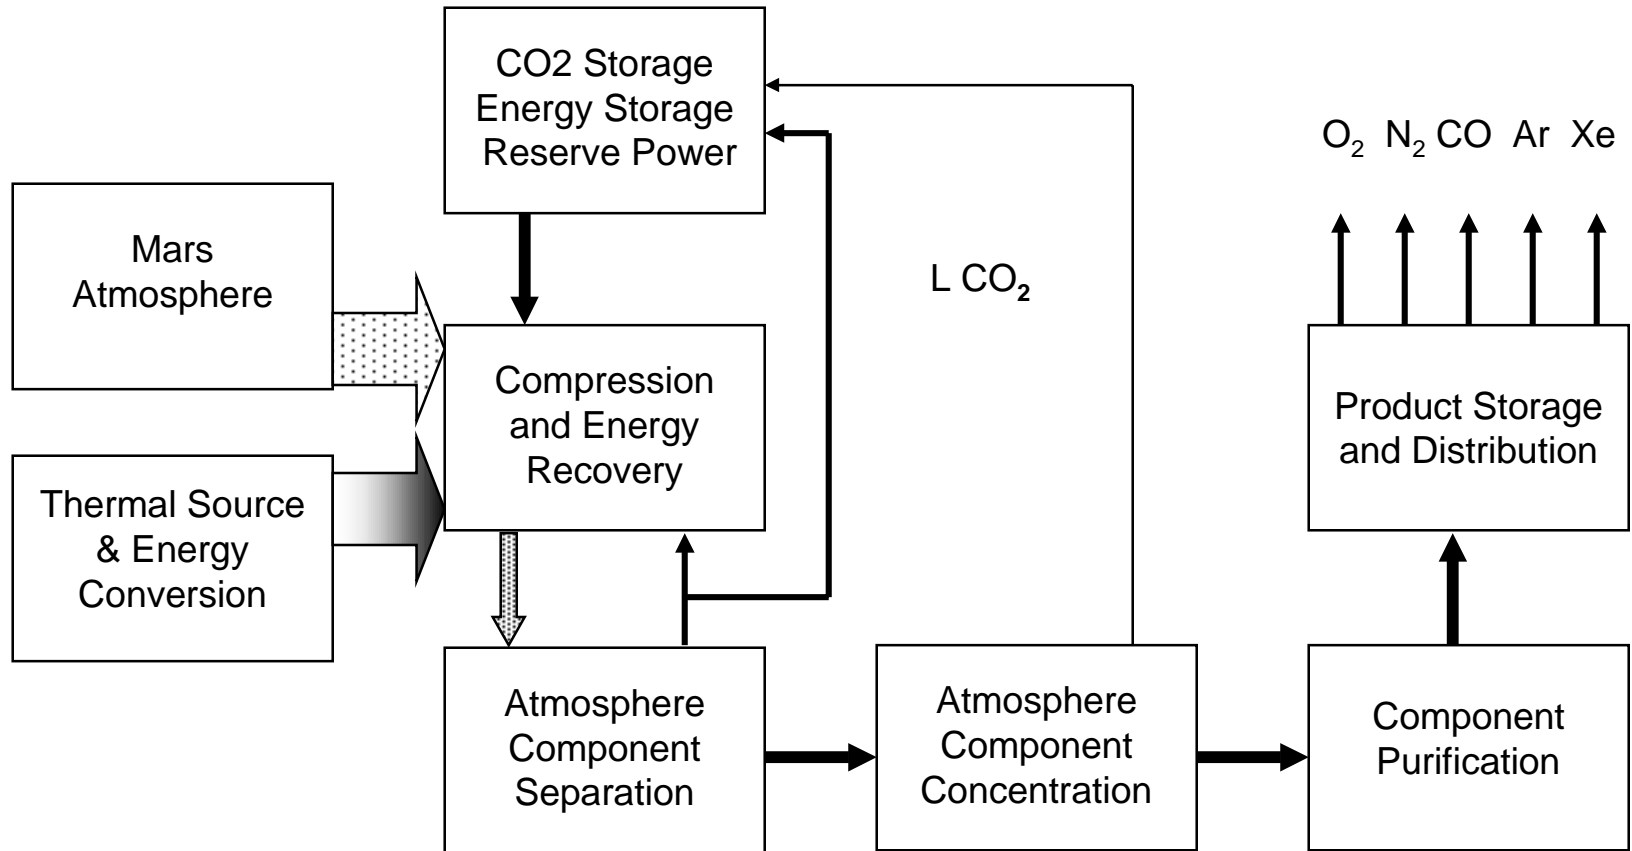 CO2 Storage
Energy Storage
Reserve Power
O₂ N₂ CO Ar Xe
Mars
Atmosphere
L CO₂
Compression
and Energy
Recovery
Product Storage
and Distribution
Thermal Source
& Energy
Conversion
Atmosphere
Component
Separation
Atmosphere
Component
Concentration
Component
Purification